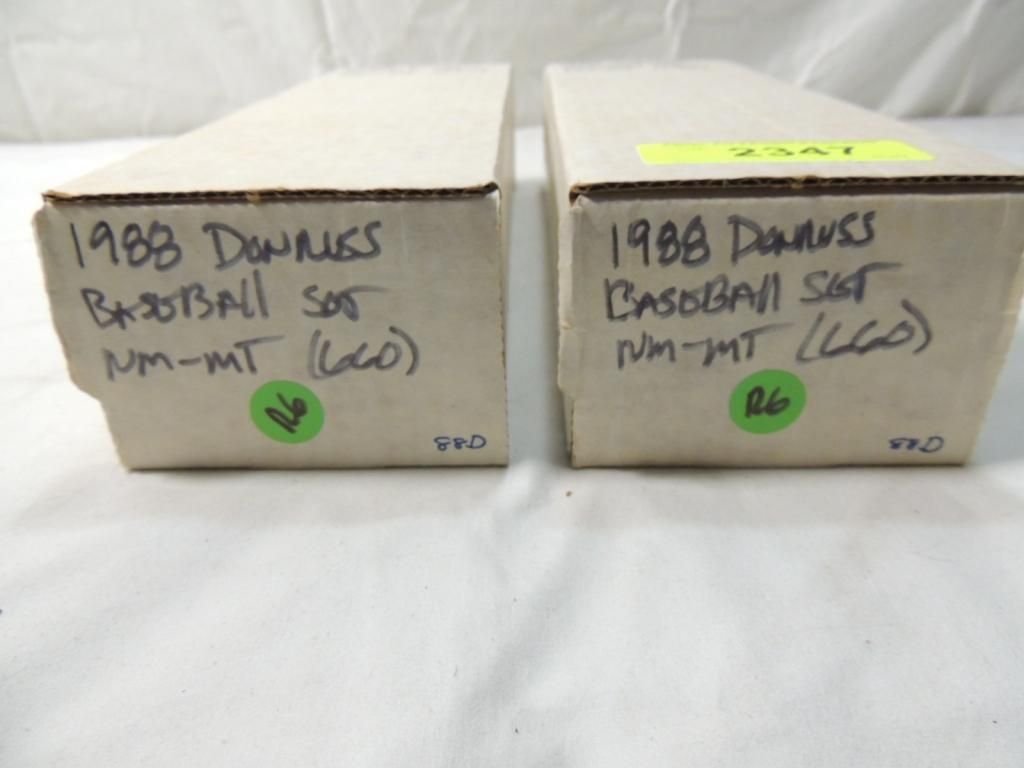 1988 DONRUSS
BASEBALL SET
NM-MT (660)
R6
88D
2347
1988 DONRUSS
BASEBALL SET
NM-MT (660)
R6
88D